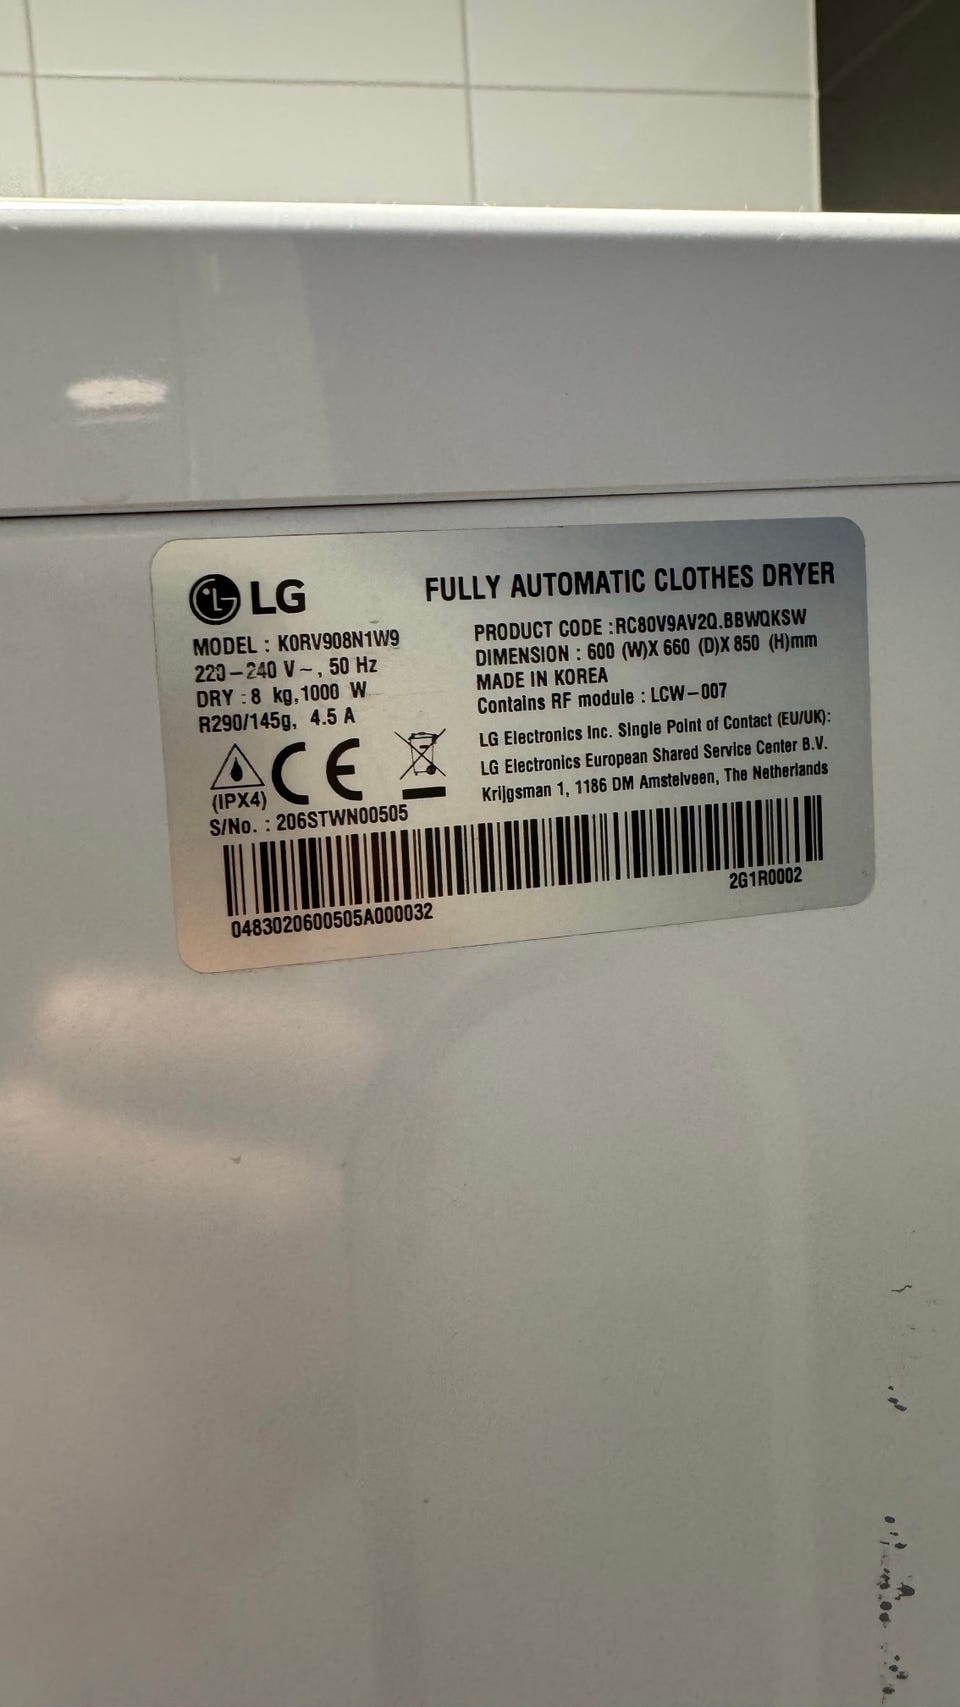 LG
FULLY AUTOMATIC CLOTHES DRYER
MODEL : KORV908N1W9
220-240 V~, 50 Hz
DRY : 8 kg, 1000 W
R290/145g, 4.5 A
(IPX4)
CE
S/No. : 206STWN00505
PRODUCT CODE :RC80V9AV2Q.BBWQKSW
DIMENSION : 600 (W)X 660 (D)X 850 (H)mm
MADE IN KOREA
Contains RF module : LCW-007
LG Electronics Inc. Single Point of Contact (EU/UK):
LG Electronics European Shared Service Center B.V.
Krijgsman 1, 1186 DM Amstelveen, The Netherlands
0483020600505A000032
2G1R0002